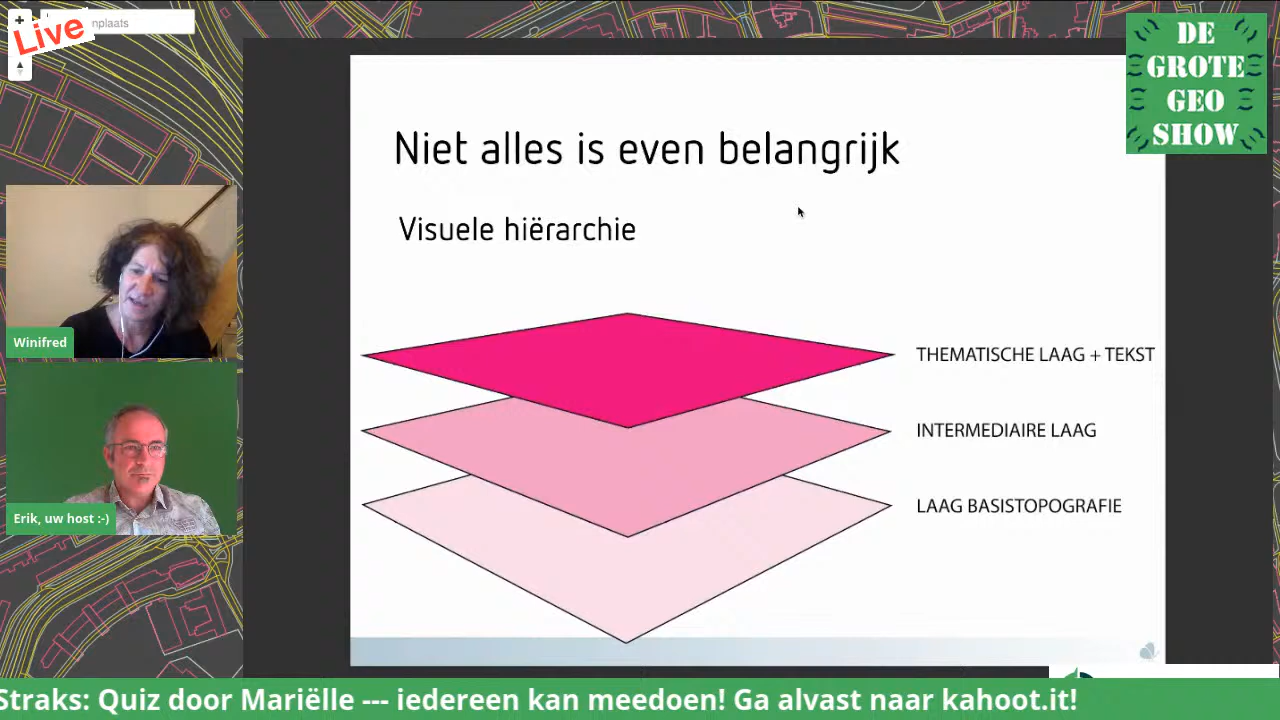 Live
nplaats
DE
GROTE
GEO
SHOW
Niet alles is even belangrijk
Visuele hiërarchie
Winifred
THEMATISCHE LAAG + TEKST
INTERMEDIAIRE LAAG
LAAG BASISTOPOGRAFIE
Erik, uw host :-)
Straks: Quiz door Mariëlle --- iedereen kan meedoen! Ga alvast naar kahoot.it!